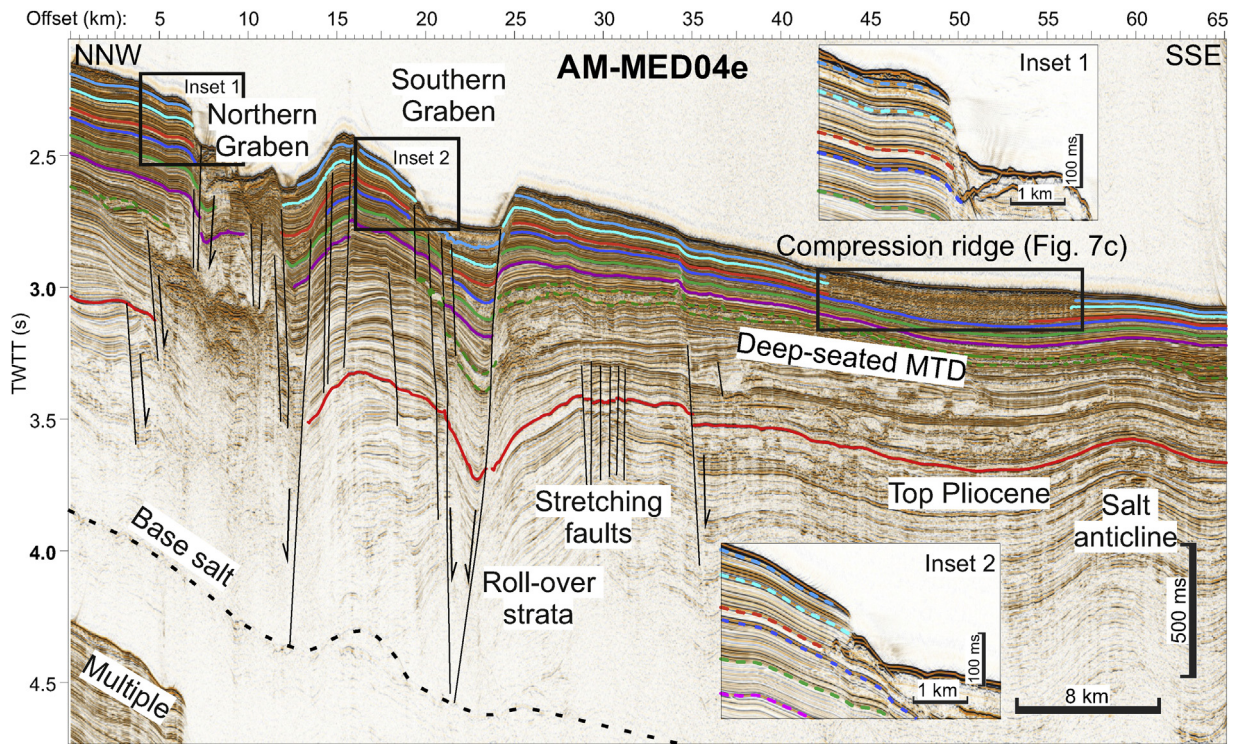 Offset (km): 5 10 15 20 25 30 35 40 45 50 55 60 65
NNW
AM-MED04e
SSE
Inset 1
Northern
Graben
Southern
Graben
Inset 2
Inset 1
100 ms
1 km
Compression ridge (Fig. 7c)
Deep-seated MTD
TWTT (s)
2.5
3.0
3.5
4.0
4.5
Stretching
faults
Top Pliocene
Salt
anticline
Base salt
Roll-over
strata
Multiple
Inset 2
100 ms
1 km
500 ms
8 km